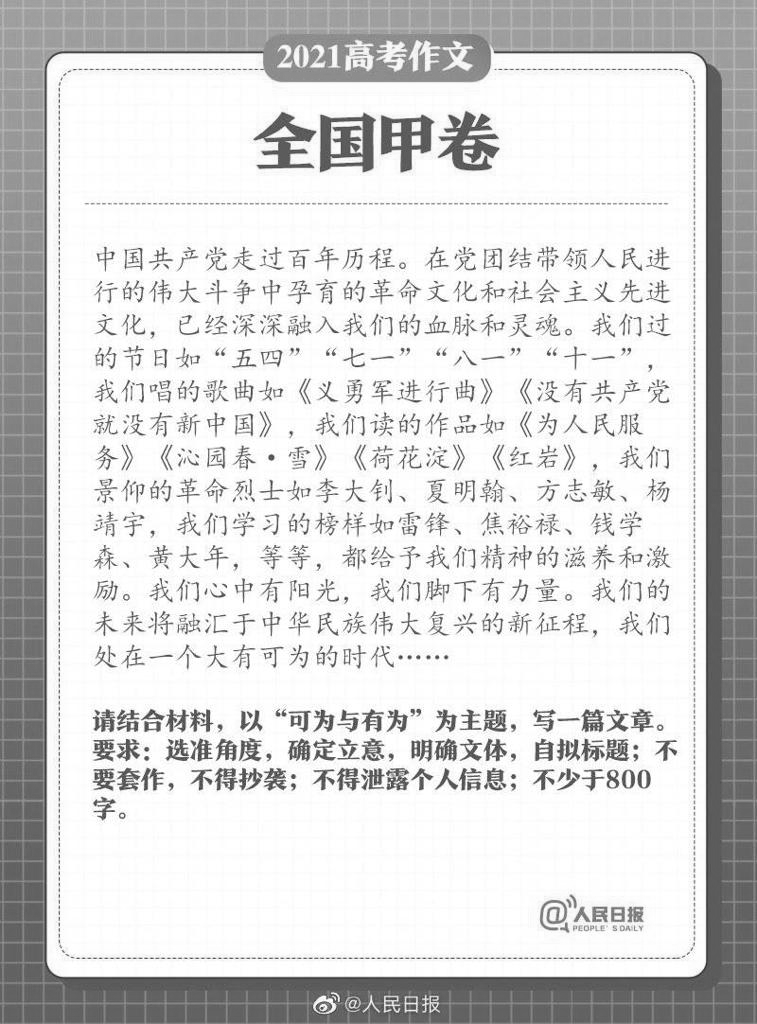 2021高考作文
全国甲卷
中国共产党走过百年历程。在党团结带领人民进
行的伟大斗争中孕育的革命文化和社会主义先进
文化，已经深深融入我们的血脉和灵魂。我们过
的节日如“五四”“七一”“八一”“十一”，
我们唱的歌曲如《义勇军进行曲》《没有共产党
就没有新中国》，我们读的作品如《为人民服
务》《沁园春·雪》《荷花淀》《红岩》，我们
景仰的革命烈士如李大钊、夏明翰、方志敏、杨
靖宇，我们学习的榜样如雷锋、焦裕禄、钱学
森、黄大年，等等，都给予我们精神的滋养和激
励。我们心中有阳光，我们脚下有力量。我们的
未来将融汇于中华民族伟大复兴的新征程，我们
处在一个大有可为的时代……
请结合材料，以“可为与有为”为主题，写一篇文章。
要求：选准角度，确定立意，明确文体，自拟标题；不
要套作，不得抄袭；不得泄露个人信息；不少于800
字。
@人民日报
PEOPLE'S DAILY
@人民日报